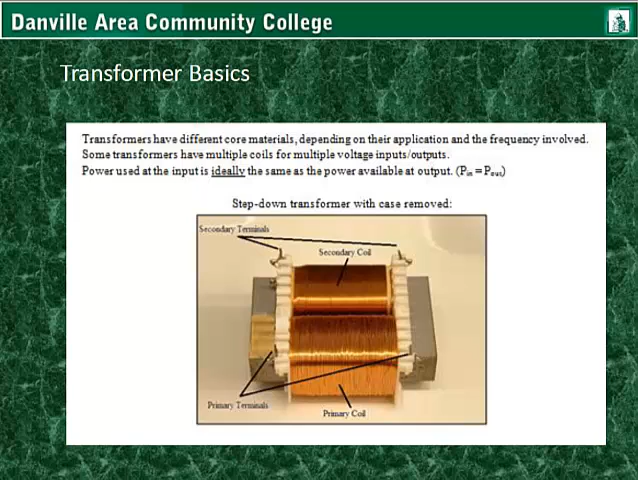 Danville Area Community College
Transformer Basics
Transformers have different core materials, depending on their application and the frequency involved.
Some transformers have multiple coils for multiple voltage inputs/outputs.
Power used at the input is ideally the same as the power available at output. (Pin = Pout)
Step-down transformer with case removed:
Secondary Terminals
Secondary Coil
Primary Terminals
Primary Coil